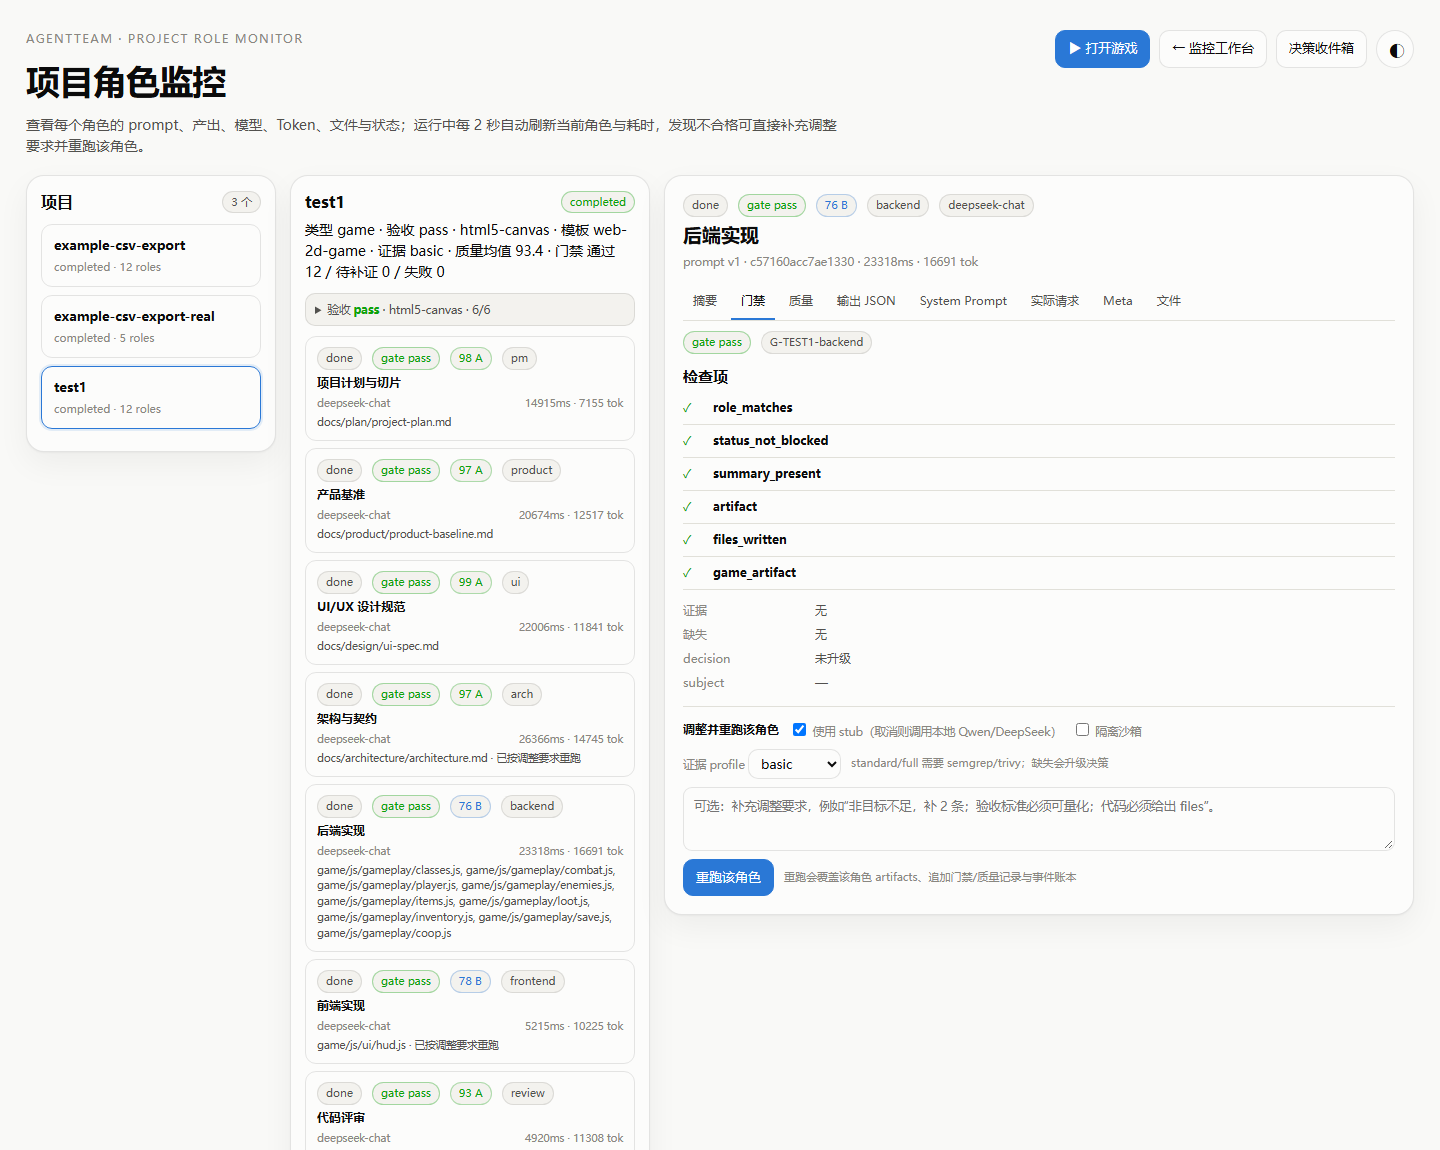 AGENTTEAM · PROJECT ROLE MONITOR
项目角色监控
查看每个角色的 prompt、产出、模型、Token、文件与状态；运行中每 2 秒自动刷新当前角色与耗时，发现不合格可直接补充调整
要求并重跑该角色。
▶ 打开游戏
← 监控工作台
决策收件箱
项目
3 个
example-csv-export
completed · 12 roles
example-csv-export-real
completed · 5 roles
test1
completed · 12 roles
test1
completed
类型 game · 验收 pass · html5-canvas · 模板 web-
2d-game · 证据 basic · 质量均值 93.4 · 门禁 通过
12 / 待补证 0 / 失败 0
▶ 验收 pass · html5-canvas · 6/6
done gate pass 98 A pm
项目计划与切片
deepseek-chat 14915ms · 7155 tok
docs/plan/project-plan.md
done gate pass 97 A product
产品基准
deepseek-chat 20674ms · 12517 tok
docs/product/product-baseline.md
done gate pass 99 A ui
UI/UX 设计规范
deepseek-chat 22006ms · 11841 tok
docs/design/ui-spec.md
done gate pass 97 A arch
架构与契约
deepseek-chat 26366ms · 14745 tok
docs/architecture/architecture.md · 已按调整要求重跑
done gate pass 76 B backend
后端实现
deepseek-chat 23318ms · 16691 tok
game/js/gameplay/classes.js, game/js/gameplay/combat.js,
game/js/gameplay/player.js, game/js/gameplay/enemies.js,
game/js/gameplay/items.js, game/js/gameplay/loot.js,
game/js/gameplay/inventory.js, game/js/gameplay/save.js,
game/js/gameplay/coop.js
done gate pass 78 B frontend
前端实现
deepseek-chat 5215ms · 10225 tok
game/js/ui/hud.js · 已按调整要求重跑
done gate pass 93 A review
代码评审
deepseek-chat 4920ms · 11308 tok
done gate pass 76 B backend deepseek-chat
后端实现
prompt v1 · c57160acc7ae1330 · 23318ms · 16691 tok
摘要 门禁 质量 输出 JSON System Prompt 实际请求 Meta 文件
gate pass G-TEST1-backend
检查项
✓ role_matches
✓ status_not_blocked
✓ summary_present
✓ artifact
✓ files_written
✓ game_artifact
证据 无
缺失 无
decision 未升级
subject —
调整并重跑该角色 使用 stub（取消则调用本地 Qwen/DeepSeek） 隔离沙箱
证据 profile basic standard/full 需要 semgrep/trivy；缺失会升级决策
可选：补充调整要求，例如“非目标不足，补 2 条；验收标准必须可量化；代码必须给出 files”。
重跑该角色 重跑会覆盖该角色 artifacts、追加门禁/质量记录与事件账本